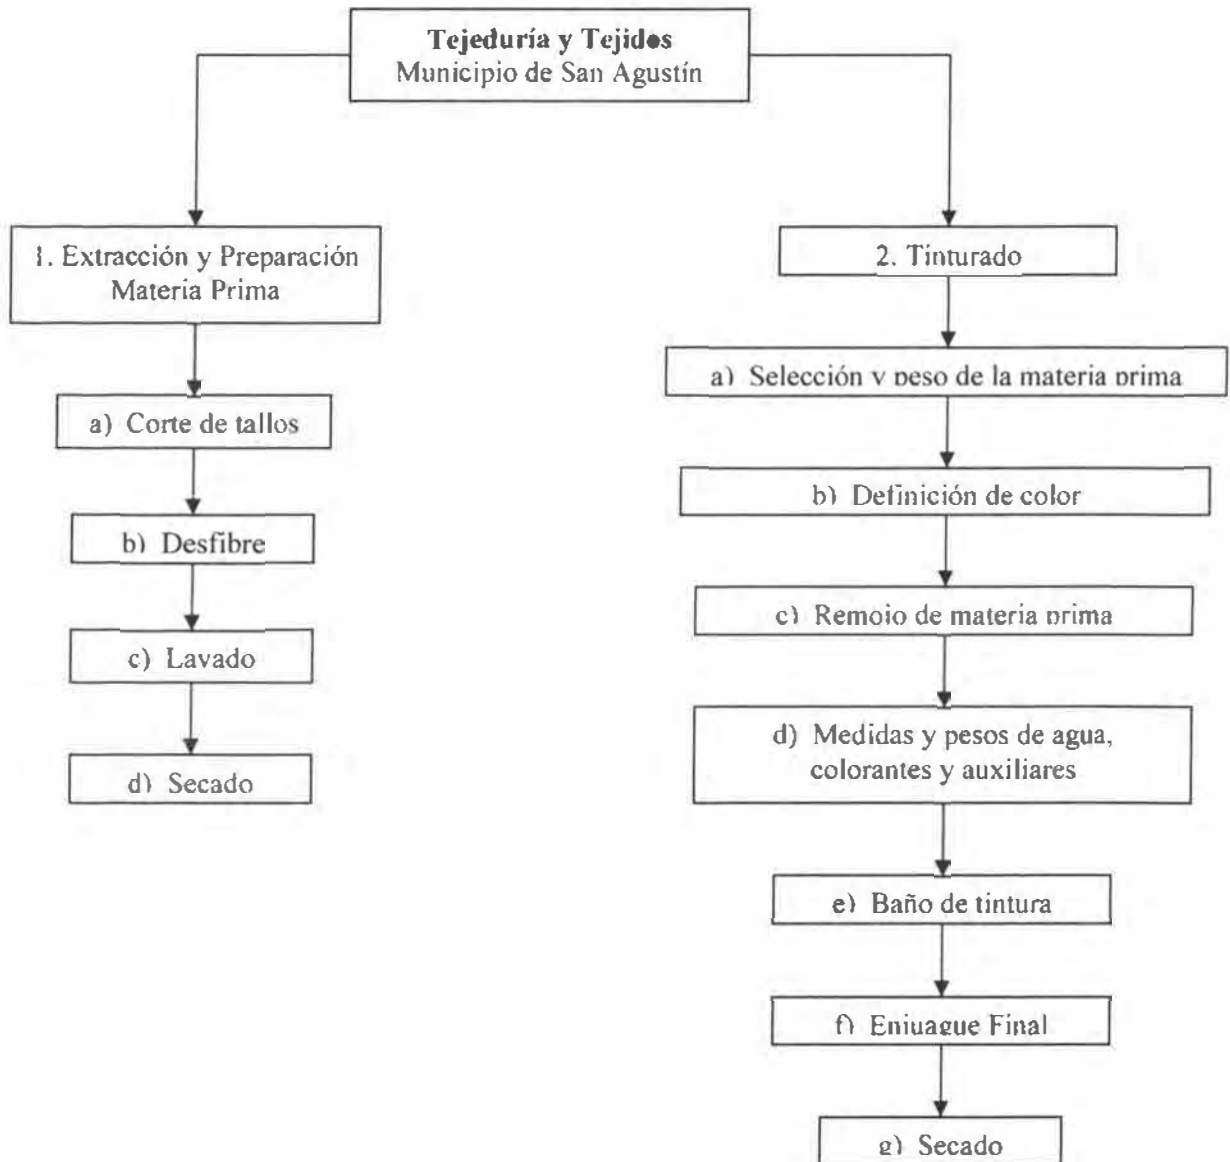 Tejeduría y Tejidos
Municipio de San Agustín
1. Extracción y Preparación
Materia Prima
a) Corte de tallos
b) Desfibre
c) Lavado
d) Secado
2. Tinturado
a) Selección y peso de la materia prima
b) Definición de color
c) Remojo de materia prima
d) Medidas y pesos de agua,
colorantes y auxiliares
e) Baño de tintura
f) Enjuague Final
g) Secado